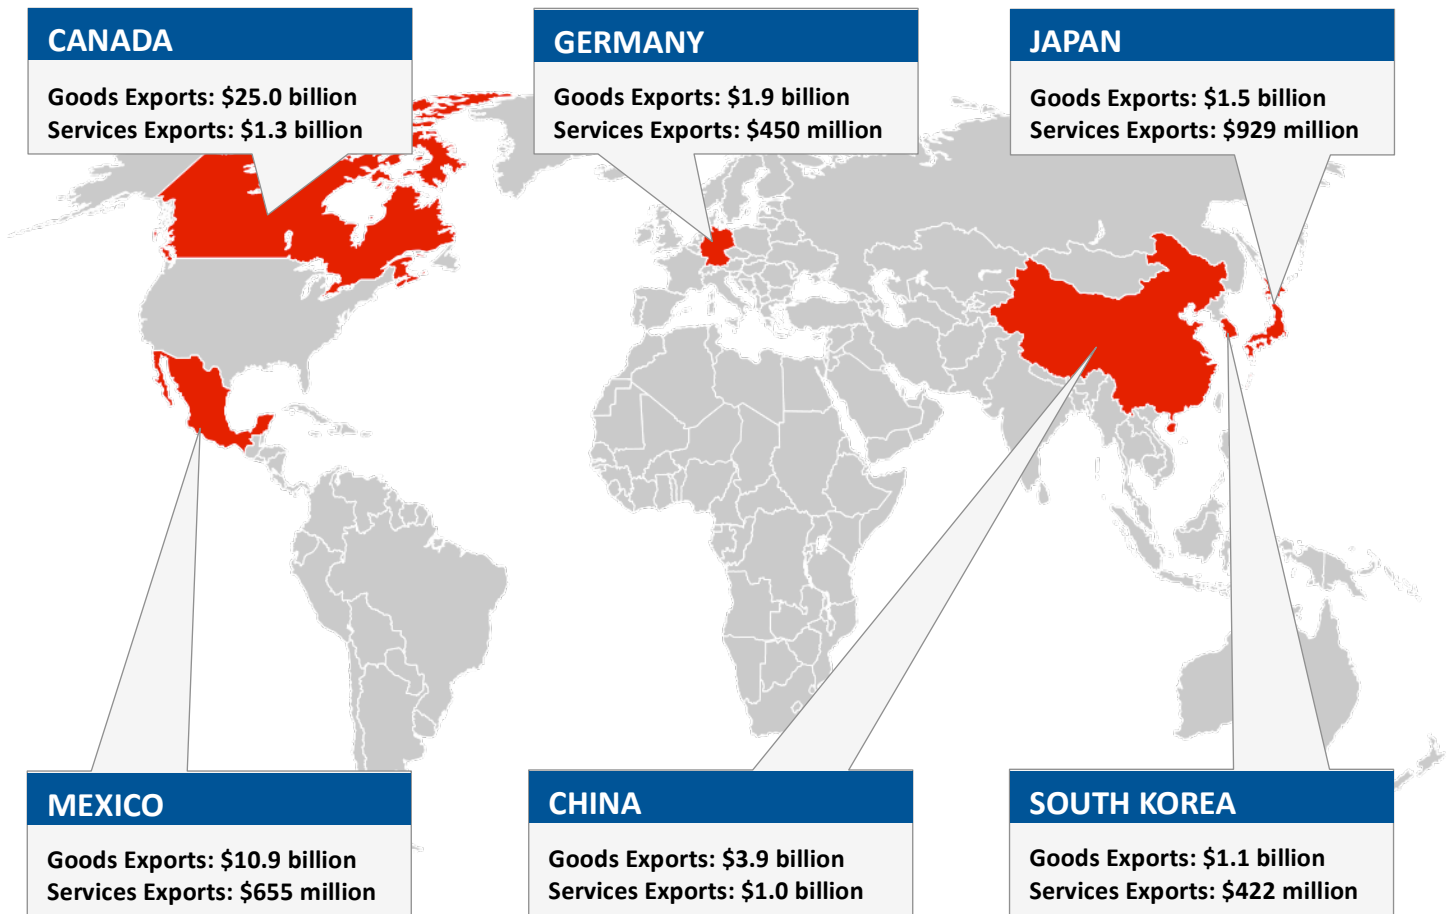 CANADA
Goods Exports: $25.0 billion
Services Exports: $1.3 billion
GERMANY
Goods Exports: $1.9 billion
Services Exports: $450 million
JAPAN
Goods Exports: $1.5 billion
Services Exports: $929 million
MEXICO
Goods Exports: $10.9 billion
Services Exports: $655 million
CHINA
Goods Exports: $3.9 billion
Services Exports: $1.0 billion
SOUTH KOREA
Goods Exports: $1.1 billion
Services Exports: $422 million